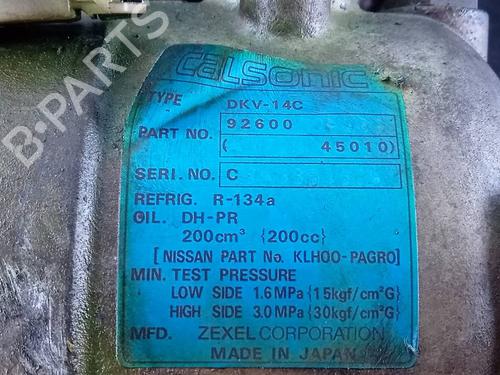 calsonic
TYPE DKV-14C
PART NO. 92600
( 45010)
SERI. NO. C
REFRIG. R-134a
OIL. DH-PR
200cm³ {200cc}
[NISSAN PART No. KLH00-PAGR0]
MIN. TEST PRESSURE
LOW SIDE 1.6MPa{15kgf/cm²G}
HIGH SIDE 3.0MPa{30kgf/cm²G}
MFD. ZEXEL CORPORATION
MADE IN JAPAN
B-PARTS